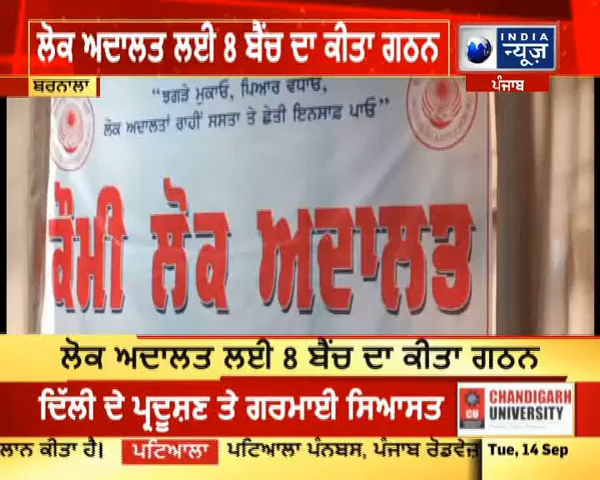 ਲੋਕ ਅਦਾਲਤ ਲਈ 8 ਬੈਂਚ ਦਾ ਕੀਤਾ ਗਠਨ
INDIA
ਨਿਊਜ਼
ਪੰਜਾਬ
ਬਰਨਾਲਾ
“ਝਗੜੇ ਮੁਕਾਓ, ਪਿਆਰ ਵਧਾਓ,
ਲੋਕ ਅਦਾਲਤਾਂ ਰਾਹੀਂ ਸਸਤਾ ਤੇ ਛੇਤੀ ਇਨਸਾਫ਼ ਪਾਓ”
ਕੌਮੀ ਲੋਕ ਅਦਾਲਤ
ਲੋਕ ਅਦਾਲਤ ਲਈ 8 ਬੈਂਚ ਦਾ ਕੀਤਾ ਗਠਨ
ਦਿੱਲੀ ਦੇ ਪ੍ਰਦੂਸ਼ਣ ਤੇ ਗਰਮਾਈ ਸਿਆਸਤ
CU
CHANDIGARH
UNIVERSITY
ਲਾਨ ਕੀਤਾ ਹੈ। ਪਟਿਆਲਾ ਪਟਿਆਲਾ ਪੰਨਬਸ, ਪੰਜਾਬ ਰੋਡਵੇਜ਼ Tue, 14 Sep